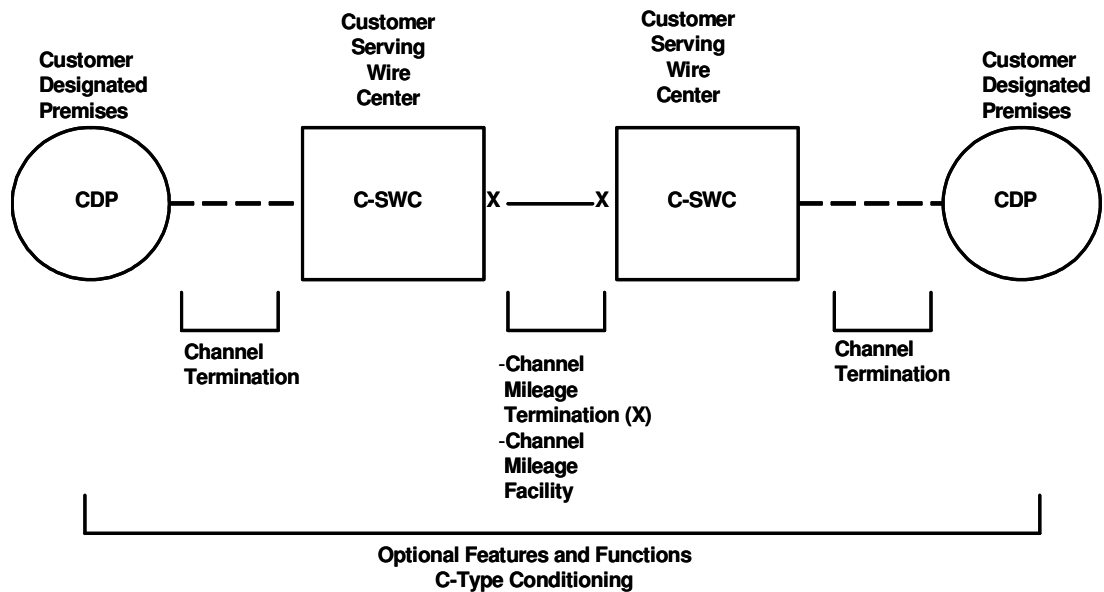 Customer
Designated
Premises
Customer
Serving
Wire
Center
Customer
Serving
Wire
Center
Customer
Designated
Premises
CDP
C-SWC
X
X
C-SWC
CDP
Channel
Termination
-Channel
Mileage
Termination (X)
-Channel
Mileage
Facility
Channel
Termination
Optional Features and Functions
C-Type Conditioning